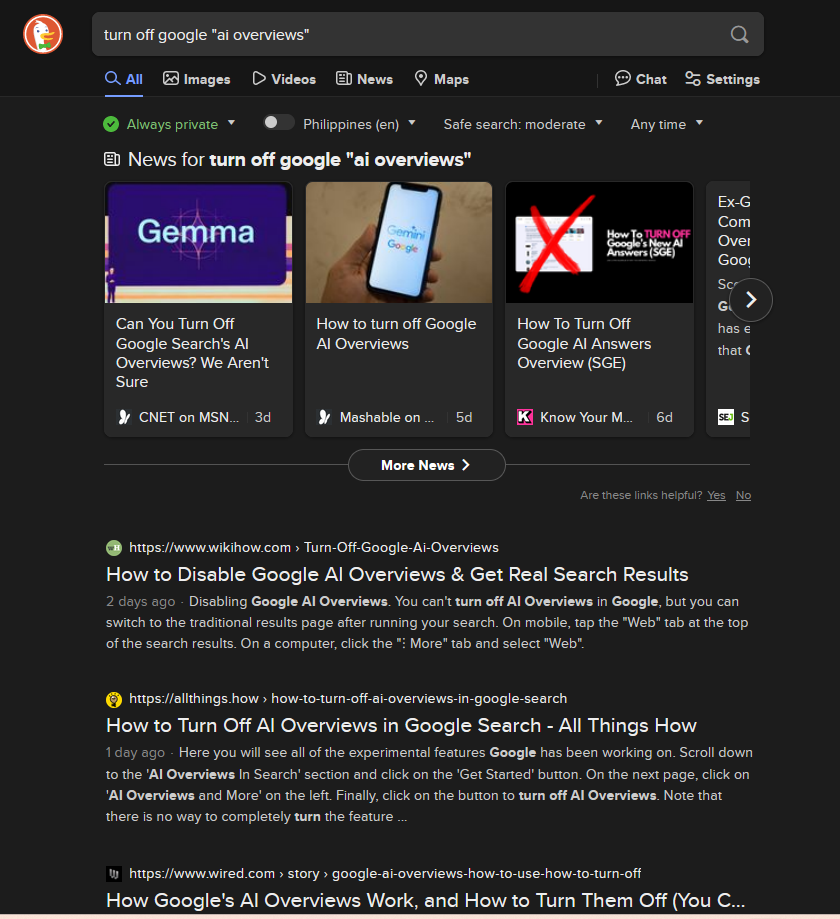 turn off google "ai overviews"
All
Images
Videos
News
Maps
Chat
Settings
Always private
Philippines (en)
Safe search: moderate
Any time
News for turn off google "ai overviews"
Gemma
Can You Turn Off
Google Search's AI
Overviews? We Aren't
Sure
CNET on MSN...
3d
Gemini
Google
How to turn off Google
AI Overviews
Mashable on ...
5d
How To TURN OFF
Google's New AI
Answers (SGE)
How To Turn Off
Google AI Answers
Overview (SGE)
Know Your M...
6d
Ex-G
Com
Over
Goog
has e
that
SEJ
S
More News
Are these links helpful? Yes No
https://www.wikihow.com › Turn-Off-Google-Ai-Overviews
How to Disable Google AI Overviews & Get Real Search Results
2 days ago · Disabling Google AI Overviews. You can't turn off AI Overviews in Google, but you can
switch to the traditional results page after running your search. On mobile, tap the "Web" tab at the top
of the search results. On a computer, click the "⋮ More" tab and select "Web".
https://allthings.how › how-to-turn-off-ai-overviews-in-google-search
How to Turn Off AI Overviews in Google Search - All Things How
1 day ago · Here you will see all of the experimental features Google has been working on. Scroll down
to the 'AI Overviews In Search' section and click on the 'Get Started' button. On the next page, click on
'AI Overviews and More' on the left. Finally, click on the button to turn off AI Overviews. Note that
there is no way to completely turn the feature ...
https://www.wired.com › story › google-ai-overviews-how-to-use-how-to-turn-off
How Google's AI Overviews Work, and How to Turn Them Off (You C...